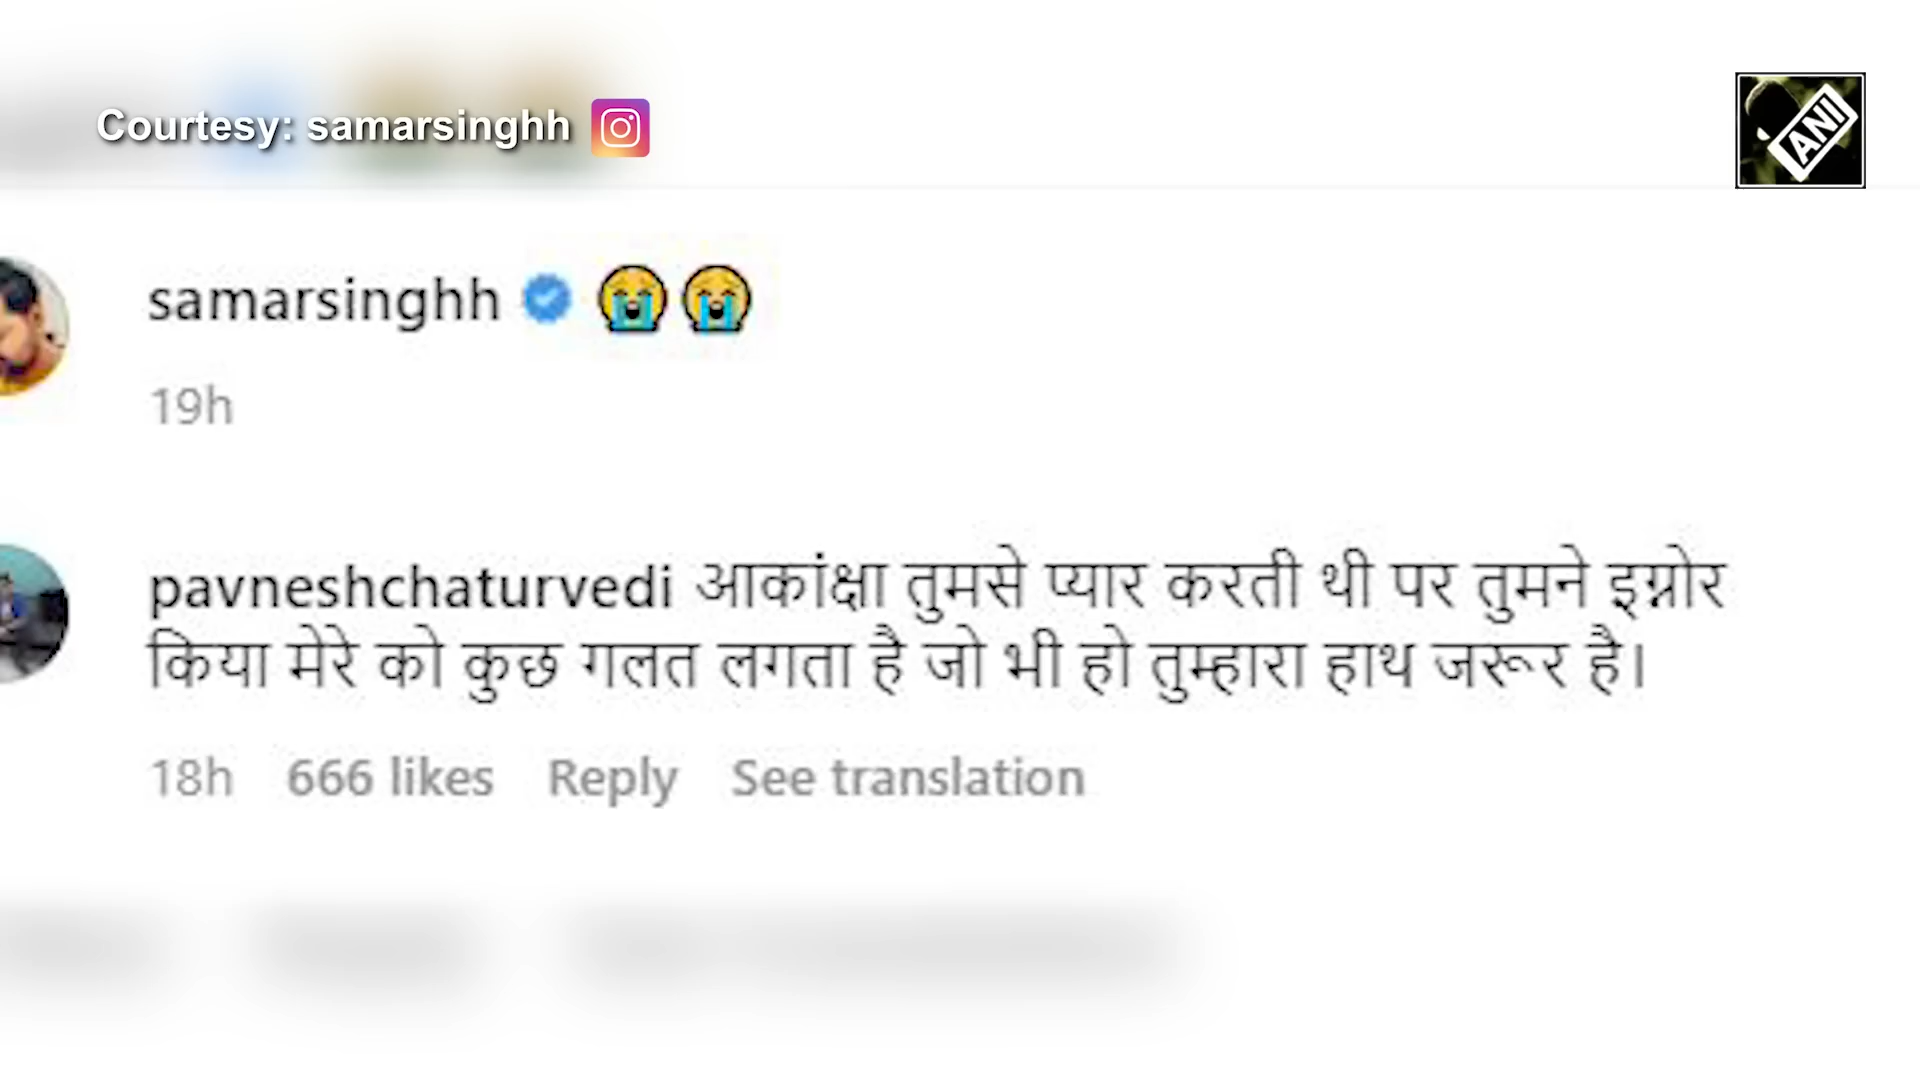 Courtesy: samarsinghh
ANI
samarsinghh 😭😭
19h
pavneshchaturvedi आकांक्षा तुमसे प्यार करती थी पर तुमने इग्नोर
किया मेरे को कुछ गलत लगता है जो भी हो तुम्हारा हाथ जरूर है।
18h 666 likes Reply See translation